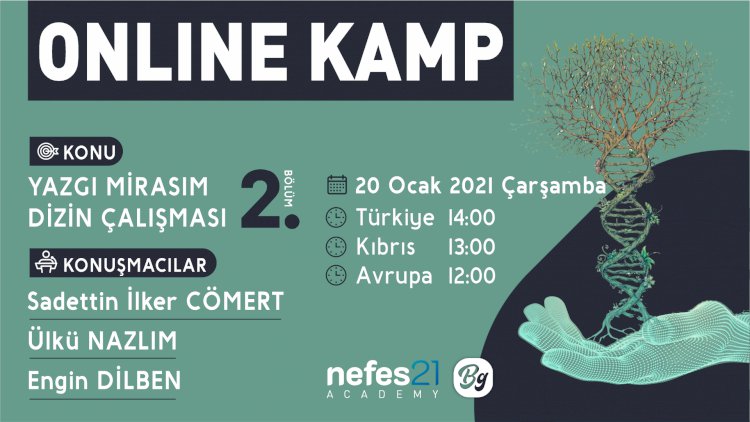 ONLINE KAMP
KONU
YAZGI MİRASIM
DİZİN ÇALIŞMASI
2.
BÖLÜM
KONUŞMACILAR
Sadettin İlker CÖMERT
Ülkü NAZLIM
Engin DİLBEN
20 Ocak 2021 Çarşamba
Türkiye 14:00
Kıbrıs 13:00
Avrupa 12:00
nefes21
ACADEMY
Bg